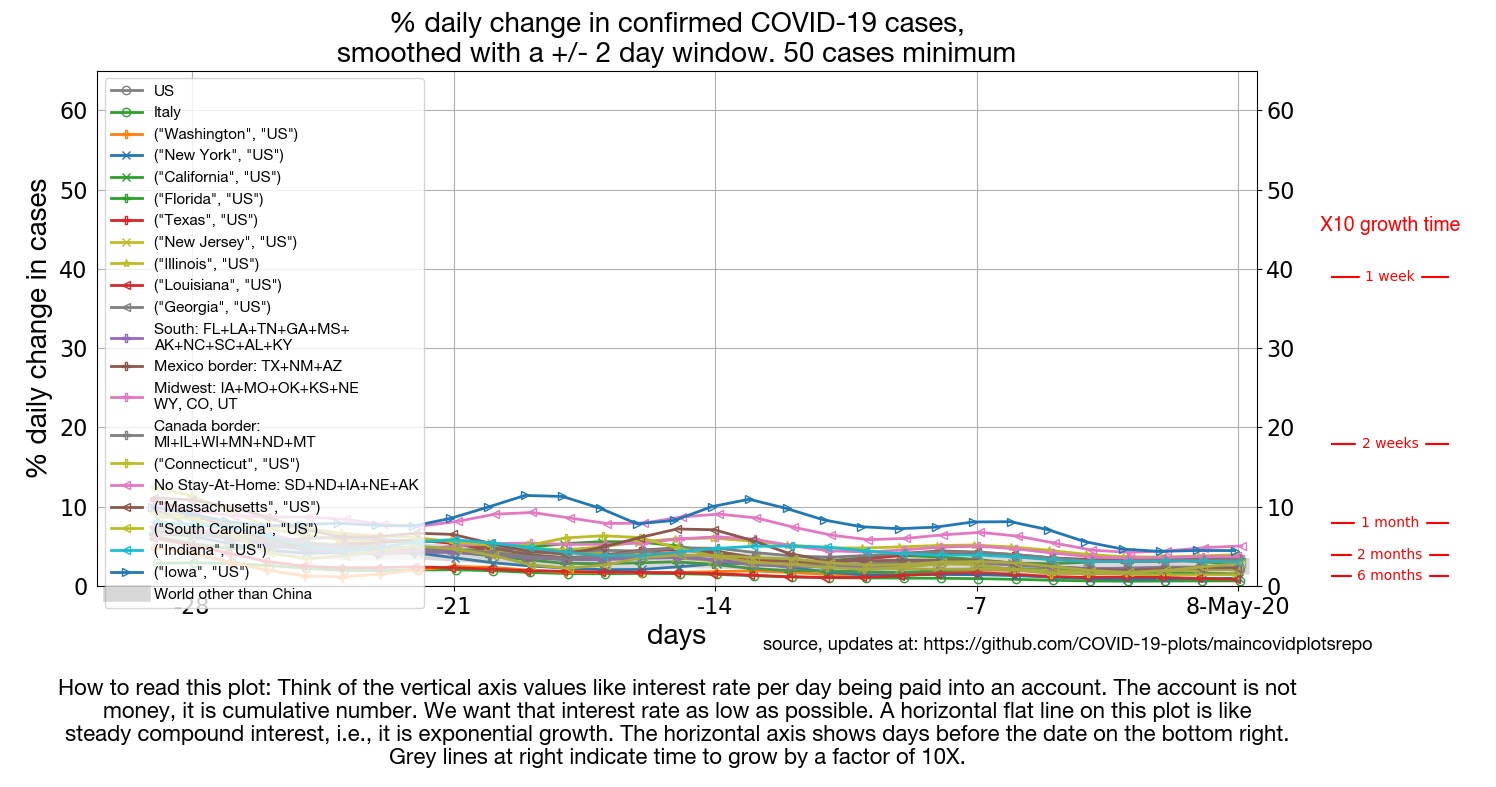 % daily change in confirmed COVID-19 cases,
smoothed with a +/- 2 day window. 50 cases minimum
% daily change in cases
60
50
40
30
20
10
0
US
Italy
("Washington", "US")
("New York", "US")
("California", "US")
("Florida", "US")
("Texas", "US")
("New Jersey", "US")
("Illinois", "US")
("Louisiana", "US")
("Georgia", "US")
South: FL+LA+TN+GA+MS+
AK+NC+SC+AL+KY
Mexico border: TX+NM+AZ
Midwest: IA+MO+OK+KS+NE
WY, CO, UT
Canada border:
MI+IL+WI+MN+ND+MT
("Connecticut", "US")
No Stay-At-Home: SD+ND+IA+NE+AK
("Massachusetts", "US")
("South Carolina", "US")
("Indiana", "US")
("Iowa", "US")
World other than China
60
50
40
30
20
10
0
X10 growth time
1 week
2 weeks
1 month
2 months
6 months
-28
-21
-14
-7
8-May-20
days
source, updates at: https://github.com/COVID-19-plots/maincovidplotsrepo
How to read this plot: Think of the vertical axis values like interest rate per day being paid into an account. The account is not
money, it is cumulative number. We want that interest rate as low as possible. A horizontal flat line on this plot is like
steady compound interest, i.e., it is exponential growth. The horizontal axis shows days before the date on the bottom right.
Grey lines at right indicate time to grow by a factor of 10X.